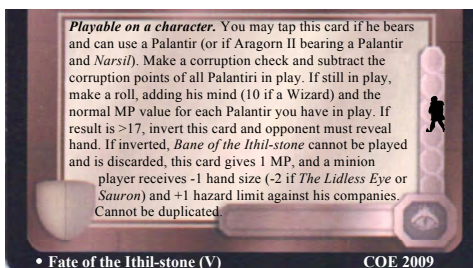 Playable on a character. You may tap this card if he bears
and can use a Palantir (or if Aragorn II bearing a Palantir
and Narsil). Make a corruption check and subtract the
corruption points of all Palantiri in play. If still in play,
make a roll, adding his mind (10 if a Wizard) and the
normal MP value for each Palantir you have in play. If
result is >17, invert this card and opponent must reveal
hand. If inverted, Bane of the Ithil-stone cannot be played
and is discarded, this card gives 1 MP, and a minion
player receives -1 hand size (-2 if The Lidless Eye or
Sauron) and +1 hazard limit against his companies.
Cannot be duplicated.
• Fate of the Ithil-stone (V) COE 2009